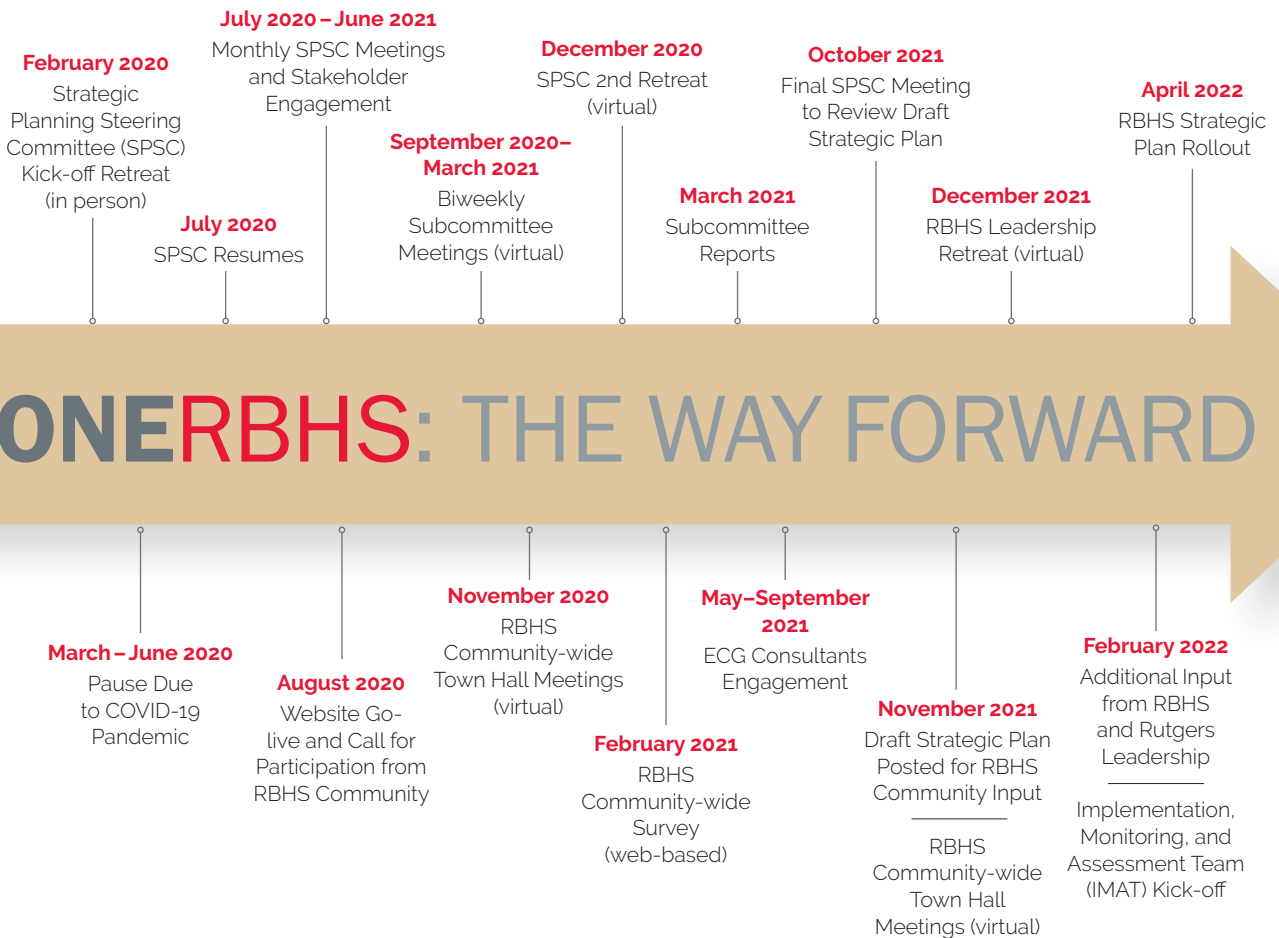 February 2020
Strategic
Planning Steering
Committee (SPSC)
Kick-off Retreat
(in person)
July 2020
SPSC Resumes
July 2020 – June 2021
Monthly SPSC Meetings
and Stakeholder
Engagement
September 2020–
March 2021
Biweekly
Subcommittee
Meetings (virtual)
December 2020
SPSC 2nd Retreat
(virtual)
March 2021
Subcommittee
Reports
October 2021
Final SPSC Meeting
to Review Draft
Strategic Plan
December 2021
RBHS Leadership
Retreat (virtual)
April 2022
RBHS Strategic
Plan Rollout
ONERBHS: THE WAY FORWARD
March – June 2020
Pause Due
to COVID-19
Pandemic
August 2020
Website Go-
live and Call for
Participation from
RBHS Community
November 2020
RBHS
Community-wide
Town Hall Meetings
(virtual)
February 2021
RBHS
Community-wide
Survey
(web-based)
May–September
2021
ECG Consultants
Engagement
November 2021
Draft Strategic Plan
Posted for RBHS
Community Input
RBHS
Community-wide
Town Hall
Meetings (virtual)
February 2022
Additional Input
from RBHS
and Rutgers
Leadership
Implementation,
Monitoring, and
Assessment Team
(IMAT) Kick-off